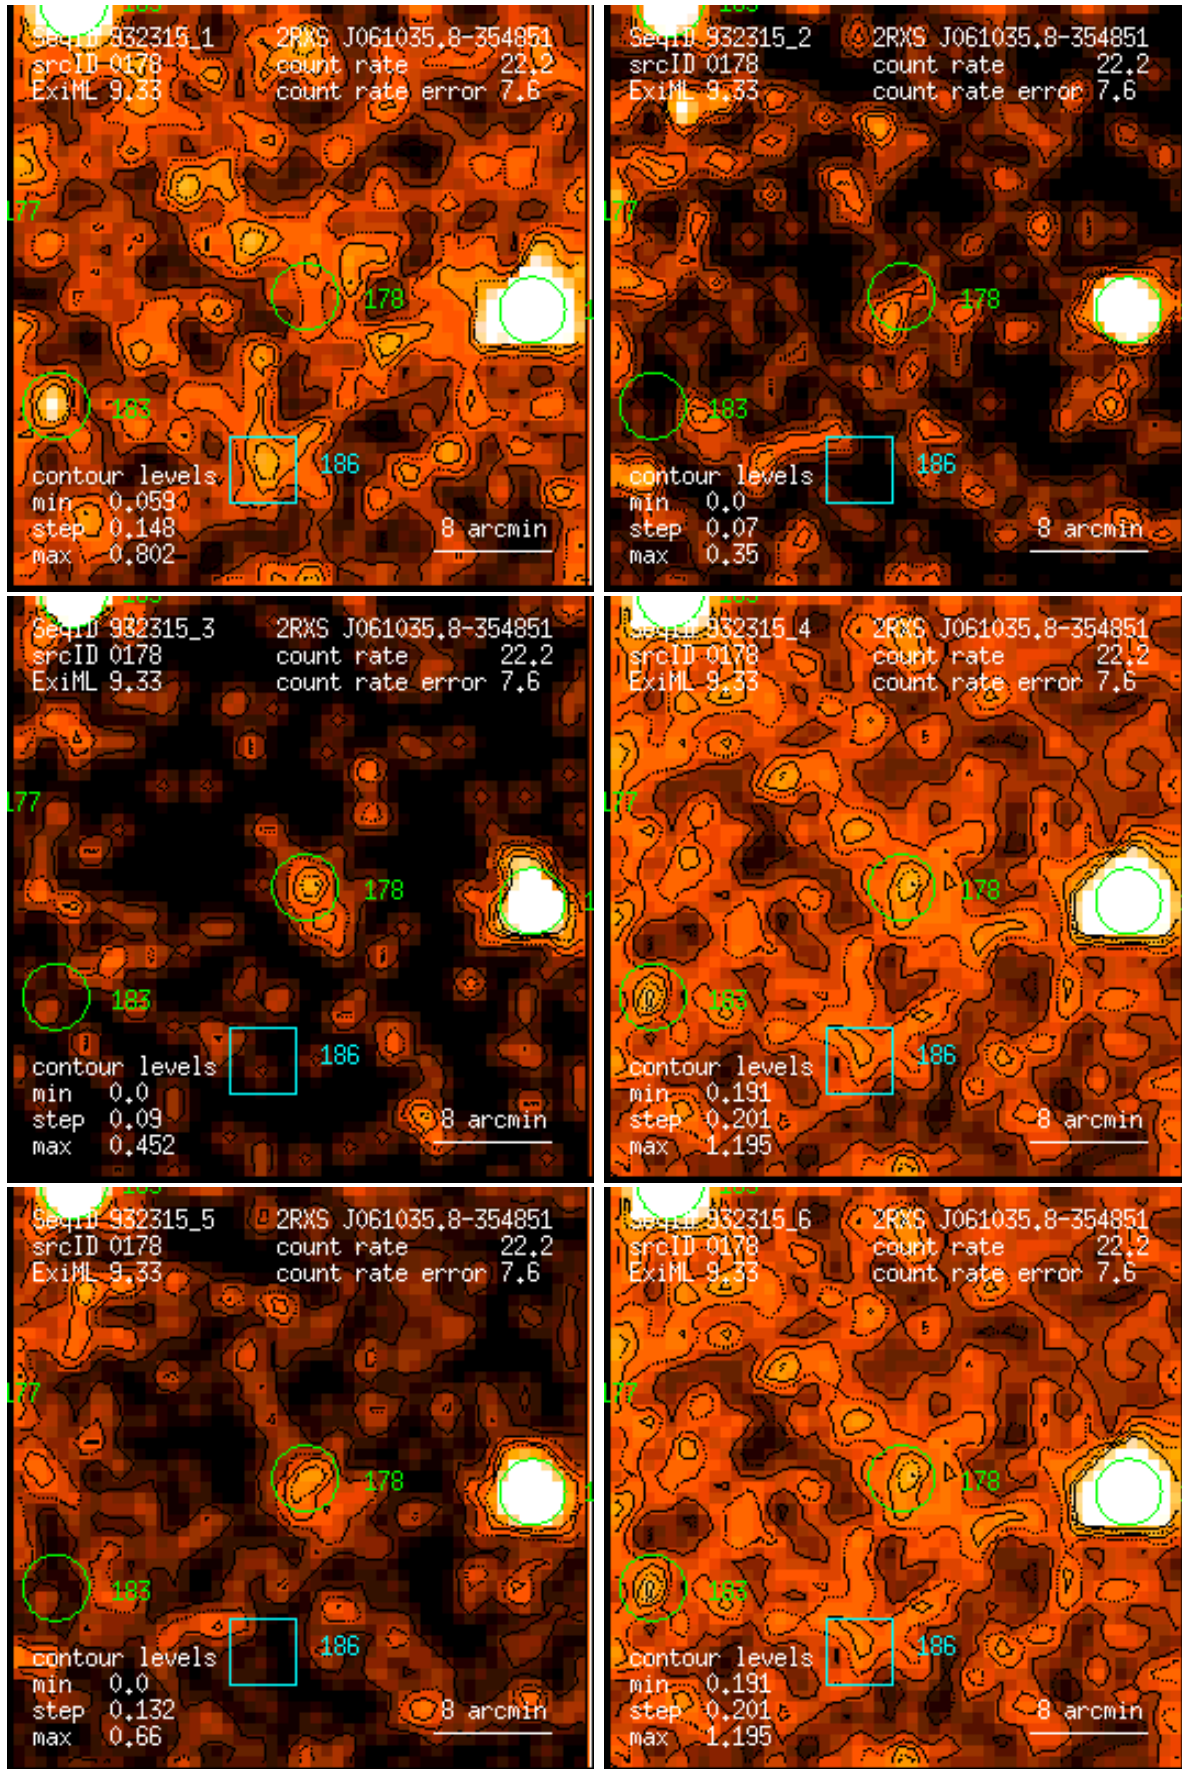 183
SeqID 932315_1 2RXS J061035.8-354851
srcID 0178 count rate 22.2
ExiML 9.33 count rate error 7.6
177
178
1
183
186
contour levels
min 0.059
step 0.148 8 arcmin
max 0.802
183
SeqID 932315_2 2RXS J061035.8-354851
srcID 0178 count rate 22.2
ExiML 9.33 count rate error 7.6
177
178
183
186
contour levels
min 0.0
step 0.07 8 arcmin
max 0.35
183
SeqID 932315_3 2RXS J061035.8-354851
srcID 0178 count rate 22.2
ExiML 9.33 count rate error 7.6
177
178
1
183
186
contour levels
min 0.0
step 0.09 8 arcmin
max 0.452
183
SeqID 932315_4 2RXS J061035.8-354851
srcID 0178 count rate 22.2
ExiML 9.33 count rate error 7.6
177
178
183
186
contour levels
min 0.191
step 0.201 8 arcmin
max 1.195
183
SeqID 932315_5 2RXS J061035.8-354851
srcID 0178 count rate 22.2
ExiML 9.33 count rate error 7.6
177
178
1
183
186
contour levels
min 0.0
step 0.132 8 arcmin
max 0.66
183
SeqID 932315_6 2RXS J061035.8-354851
srcID 0178 count rate 22.2
ExiML 9.33 count rate error 7.6
177
178
183
186
contour levels
min 0.191
step 0.201 8 arcmin
max 1.195